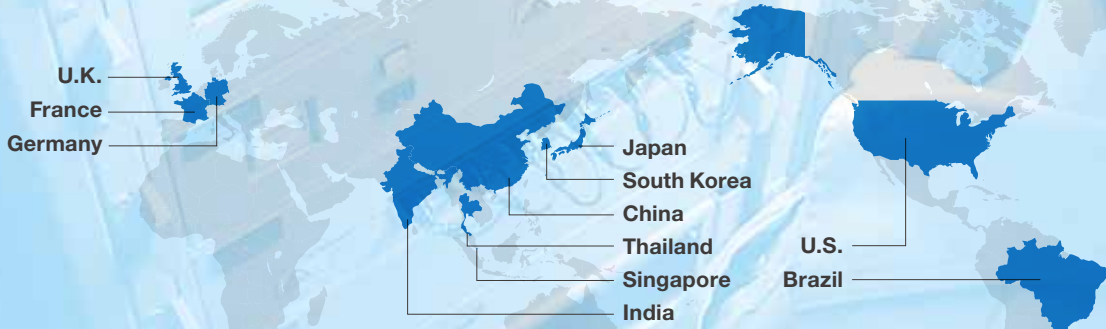 U.K.
France
Germany
Japan
South Korea
China
Thailand
Singapore
India
U.S.
Brazil